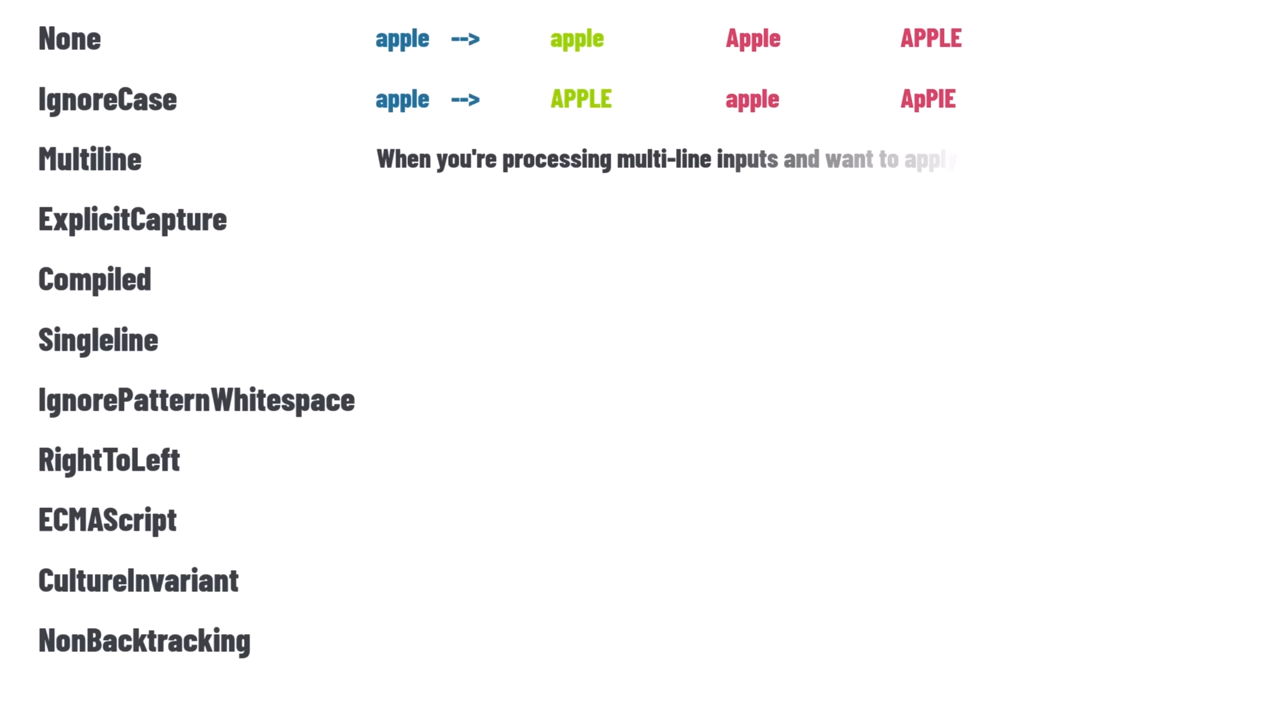 None apple --> apple Apple APPLE
IgnoreCase apple --> APPLE apple ApPlE
Multiline When you're processing multi-line inputs and want to apply
ExplicitCapture
Compiled
Singleline
IgnorePatternWhitespace
RightToLeft
ECMAScript
CultureInvariant
NonBacktracking